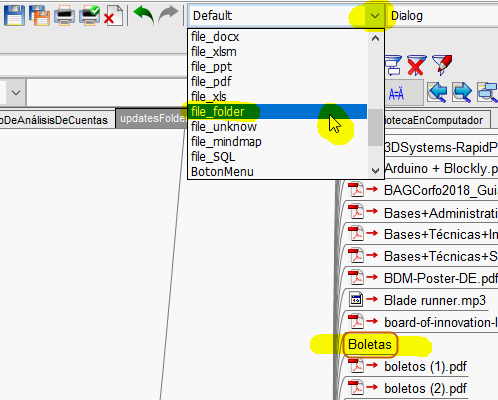 Default
Dialog
file_docx
file_xlsm
file_ppt
file_pdf
file_xls
file_folder
file_unknow
file_mindmap
file_SQL
BotonMenu
A=Ä
oDeAnálisisDeCuentas
updatesFolde
otecaEnComputador
3DSystems-RapidP
Arduino + Blockly.p
BAGCorfo2018_Guia
Bases+Administrati
Bases+Técnicas+In
Bases+Técnicas+S
BDM-Poster-DE.pdf
Blade runner.mp3
board-of-innovation-l
Boletas
boletos (1).pdf
boletos (2).pdf